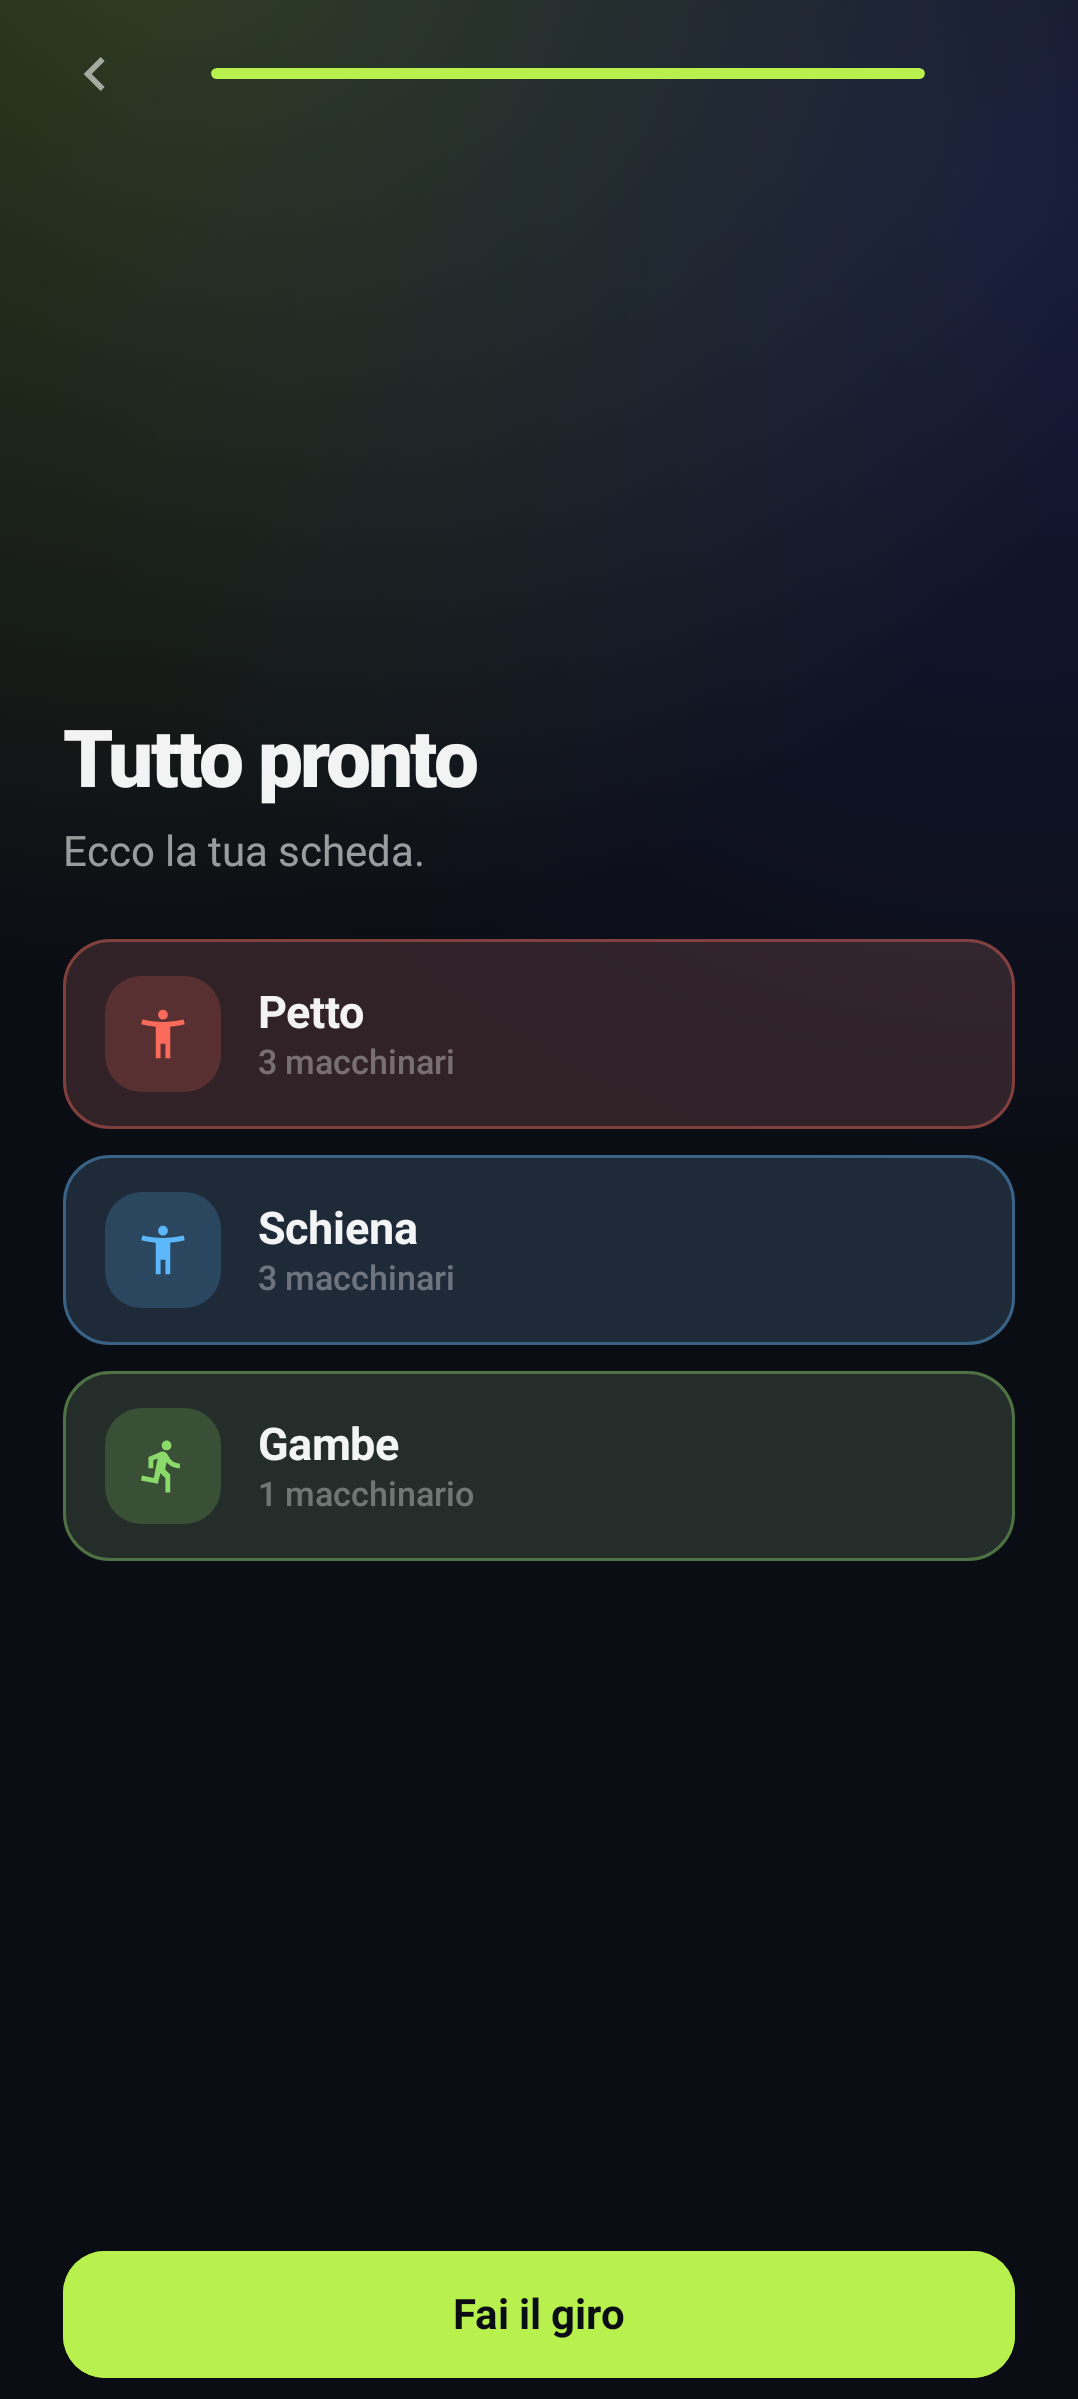 Tutto pronto
Ecco la tua scheda.
Petto
3 macchinari
Schiena
3 macchinari
Gambe
1 macchinario
Fai il giro